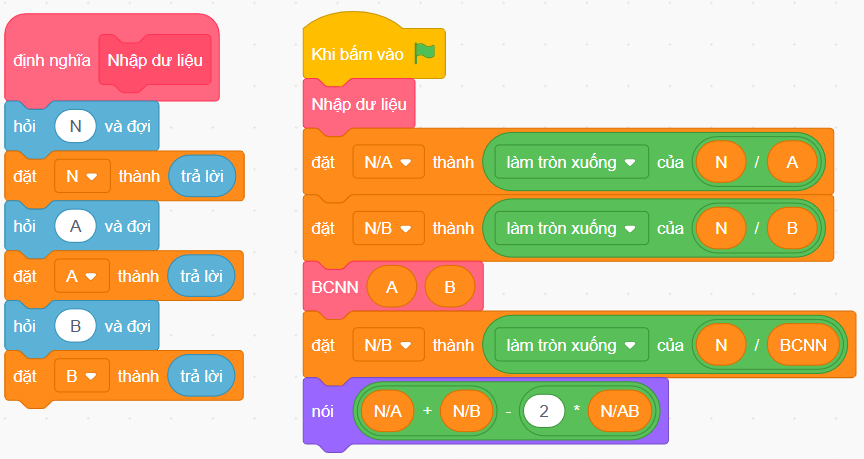 định nghĩa Nhập dư liệu
hỏi N và đợi
đặt N thành trả lời
hỏi A và đợi
đặt A thành trả lời
hỏi B và đợi
đặt B thành trả lời
Khi bấm vào
Nhập dư liệu
đặt N/A thành làm tròn xuống của N / A
đặt N/B thành làm tròn xuống của N / B
BCNN A B
đặt N/B thành làm tròn xuống của N / BCNN
nói N/A + N/B - 2 * N/AB